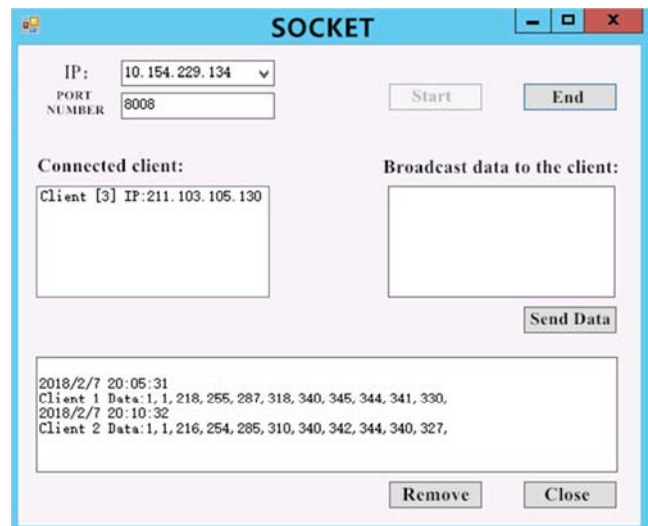 SOCKET
IP: 10.154.229.134
PORT NUMBER 8008
Start End
Connected client:
Broadcast data to the client:
Client [3] IP:211.103.105.130
Send Data
2018/2/7 20:05:31
Client 1 Data:1,1,218,255,287,318,340,345,344,341,330,
2018/2/7 20:10:32
Client 2 Data:1,1,216,254,285,310,340,342,344,340,327,
Remove Close